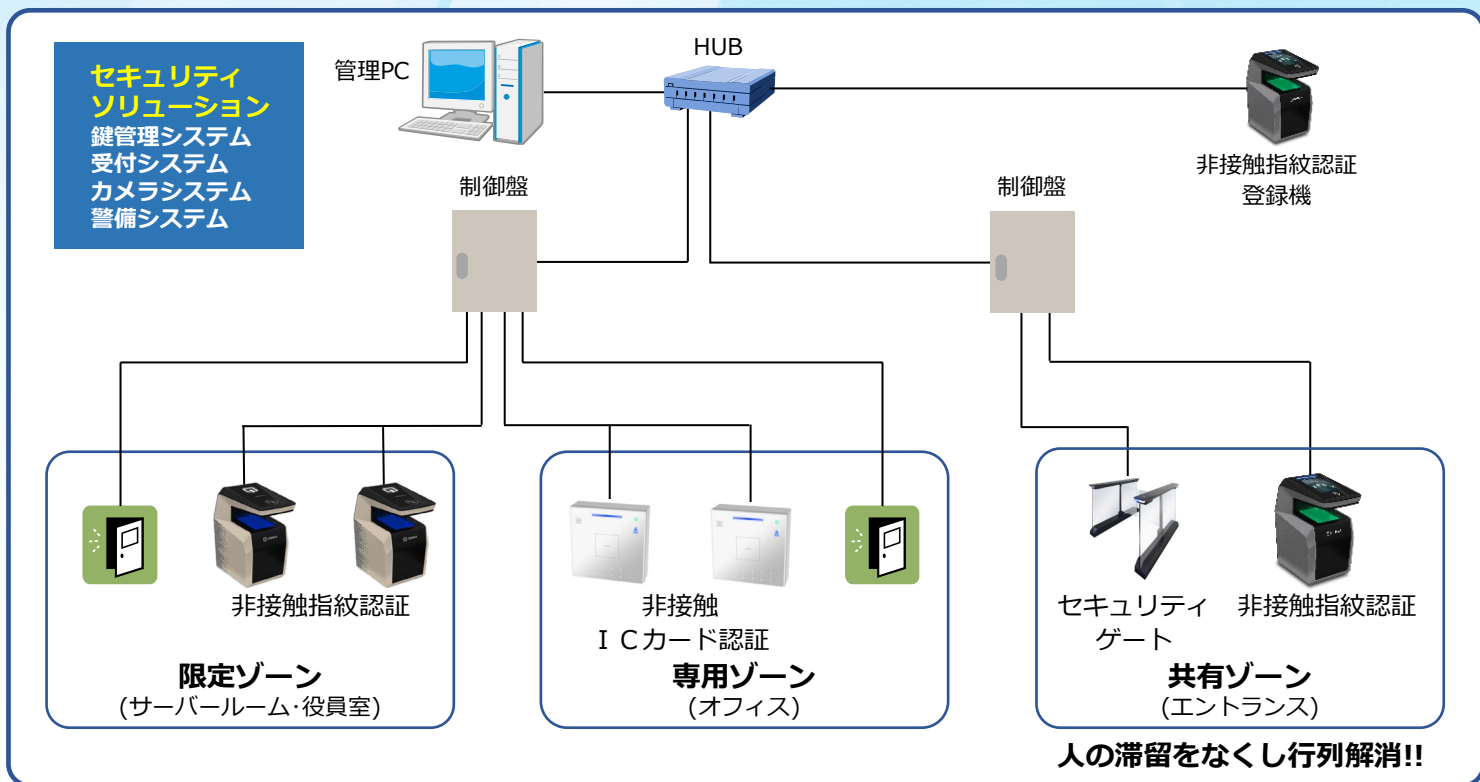 セキュリティ
ソリューション
鍵管理システム
受付システム
カメラシステム
警備システム
管理PC
HUB
非接触指紋認証
登録機
制御盤
制御盤
非接触指紋認証
限定ゾーン
(サーバールーム･役員室)
非接触
ＩＣカード認証
専用ゾーン
(オフィス)
セキュリティ
ゲート
非接触指紋認証
共有ゾーン
(エントランス)
人の滞留をなくし行列解消!!